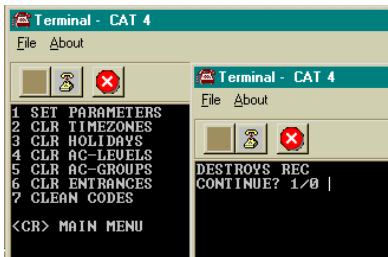 Terminal - CAT 4
File About
1 SET PARAMETERS
2 CLR TIMEZONES
3 CLR HOLIDAYS
4 CLR AC-LEVELS
5 CLR AC-GROUPS
6 CLR ENTRANCES
7 CLEAN CODES
<CR> MAIN MENU
Terminal - CAT 4
File About
DESTROYS REC
CONTINUE? 1/0